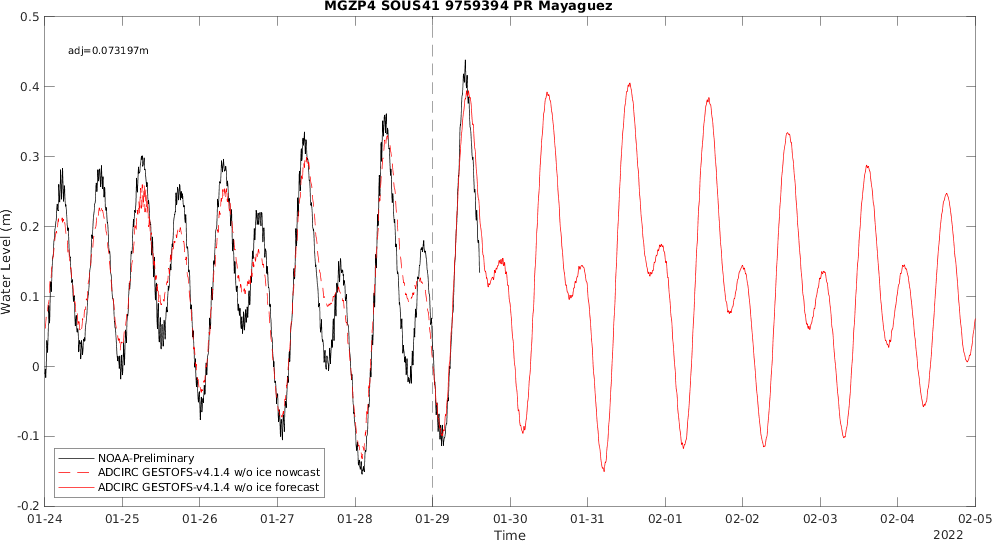 MGZP4 SOUS41 9759394 PR Mayaguez
adj=0.073197m
Water Level (m)
0.5
0.4
0.3
0.2
0.1
0
-0.1
-0.2
NOAA-Preliminary
ADCIRC GESTOFS-v4.1.4 w/o ice nowcast
ADCIRC GESTOFS-v4.1.4 w/o ice forecast
01-24 01-25 01-26 01-27 01-28 01-29 01-30 01-31 02-01 02-02 02-03 02-04 02-05
Time
2022